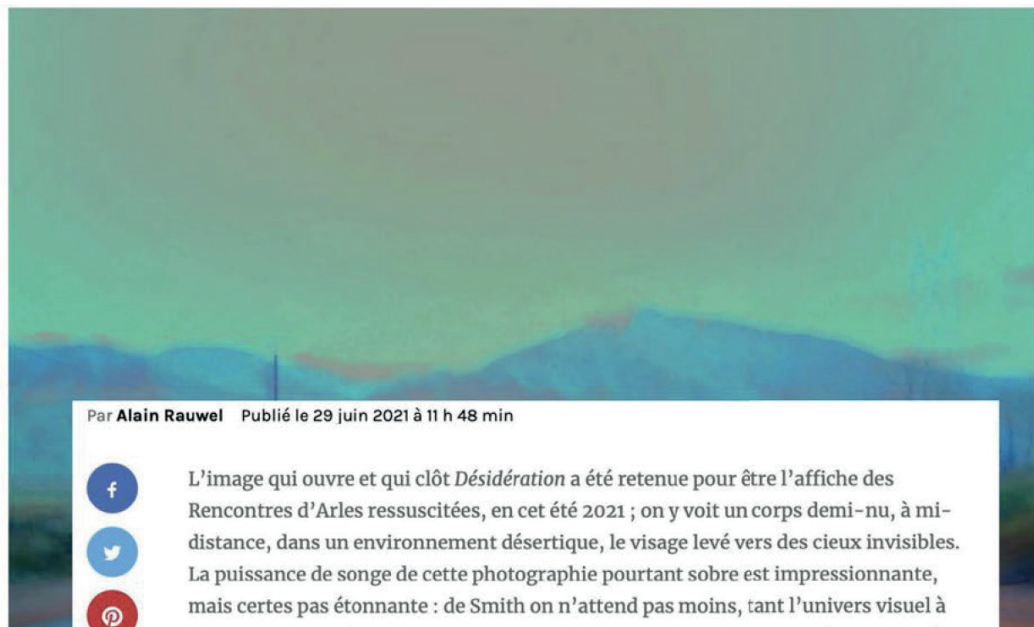 Par Alain Rauwel Publié le 29 juin 2021 à 11 h 48 min
L'image qui ouvre et qui clôt Désidération a été retenue pour être l'affiche des
Rencontres d'Arles ressuscitées, en cet été 2021 ; on y voit un corps demi-nu, à mi-
distance, dans un environnement désertique, le visage levé vers des cieux invisibles.
La puissance de songe de cette photographie pourtant sobre est impressionnante,
mais certes pas étonnante : de Smith on n'attend pas moins, tant l'univers visuel à